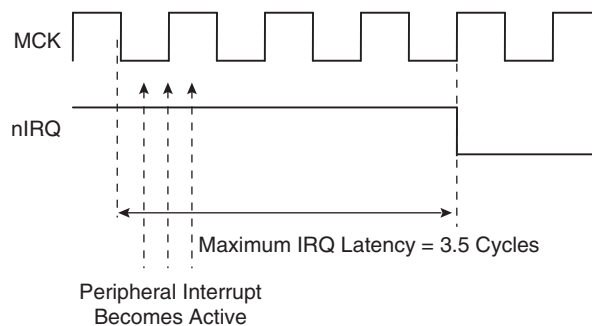 MCK
nIRQ
Maximum IRQ Latency = 3.5 Cycles
Peripheral Interrupt
Becomes Active